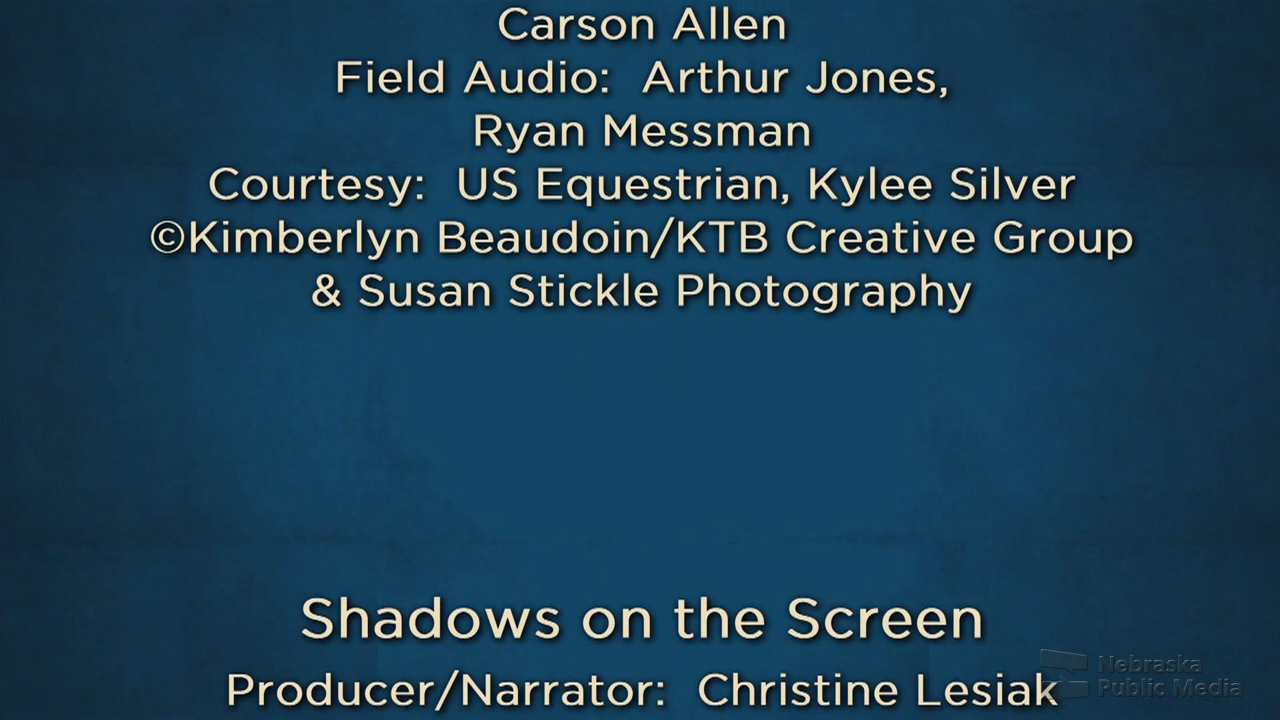 Carson Allen
Field Audio: Arthur Jones,
Ryan Messman
Courtesy: US Equestrian, Kylee Silver
©Kimberlyn Beaudoin/KTB Creative Group
& Susan Stickle Photography
Shadows on the Screen
Producer/Narrator: Christine Lesiak
Nebraska
Public Media